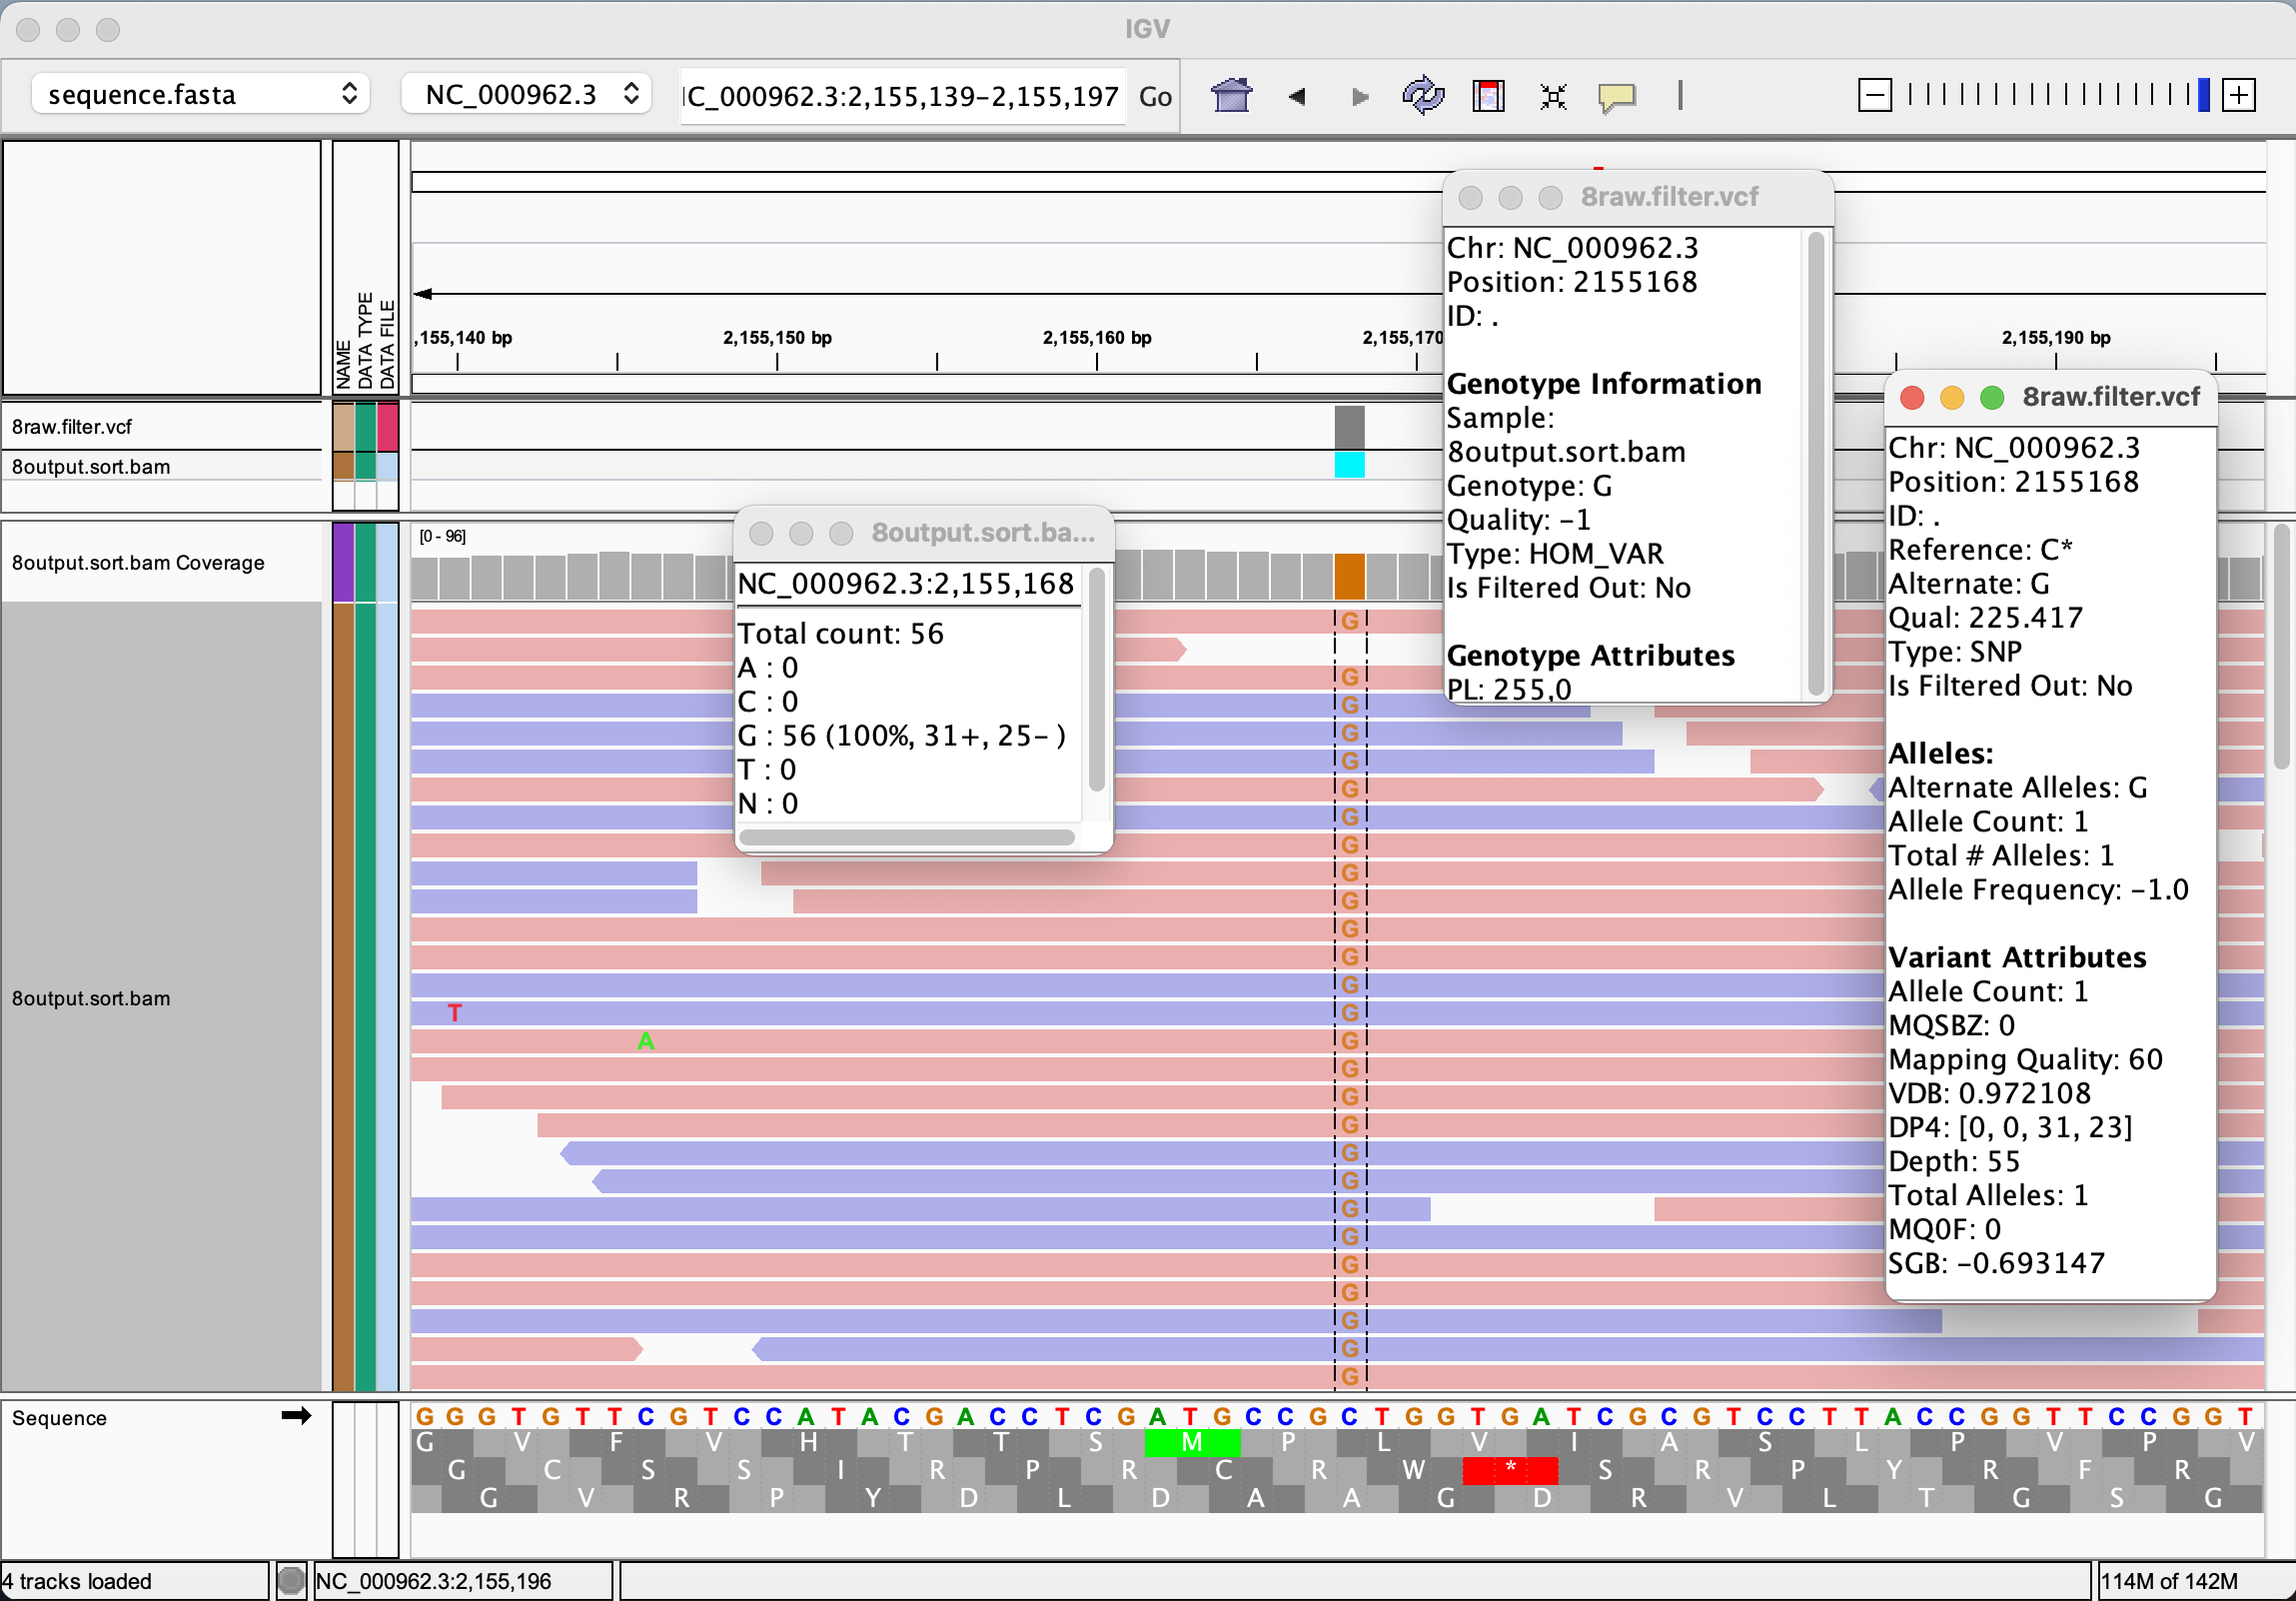 IGV
sequence.fasta
NC_000962.3
C_000962.3:2,155,139-2,155,197
Go
NAME
DATA TYPE
DATA FILE
,155,140 bp
2,155,150 bp
2,155,160 bp
2,155,170
2,155,190 bp
8raw.filter.vcf
8output.sort.bam
8output.sort.bam Coverage
[0 - 96]
8output.sort.bam
8output.sort.ba...
NC_000962.3:2,155,168
Total count: 56
A : 0
C : 0
G : 56 (100%, 31+, 25- )
T : 0
N : 0
8raw.filter.vcf
Chr: NC_000962.3
Position: 2155168
ID: .
Genotype Information
Sample:
8output.sort.bam
Genotype: G
Quality: -1
Type: HOM_VAR
Is Filtered Out: No
Genotype Attributes
PL: 255,0
8raw.filter.vcf
Chr: NC_000962.3
Position: 2155168
ID: .
Reference: C*
Alternate: G
Qual: 225.417
Type: SNP
Is Filtered Out: No
Alleles:
Alternate Alleles: G
Allele Count: 1
Total # Alleles: 1
Allele Frequency: -1.0
Variant Attributes
Allele Count: 1
MQSBZ: 0
Mapping Quality: 60
VDB: 0.972108
DP4: [0, 0, 31, 23]
Depth: 55
Total Alleles: 1
MQ0F: 0
SGB: -0.693147
G
G
G
G
G
G
G
G
G
G
G
G
G
T G
A G
G
G
G
G
G
G
G
G
G
G
G
G
Sequence
G G G T G T T C G T C C A T A C G A C C T C G A T G C C G C T G G T G A T C G C G T C C T T A C C G G T T C C G G T
G V F V H T T S M P L V I A S L P V P V
G C S S I R P R C R W * S R P Y R F R
G V R P Y D L D A A G D R V L T G S G
4 tracks loaded
NC_000962.3:2,155,196
114M of 142M